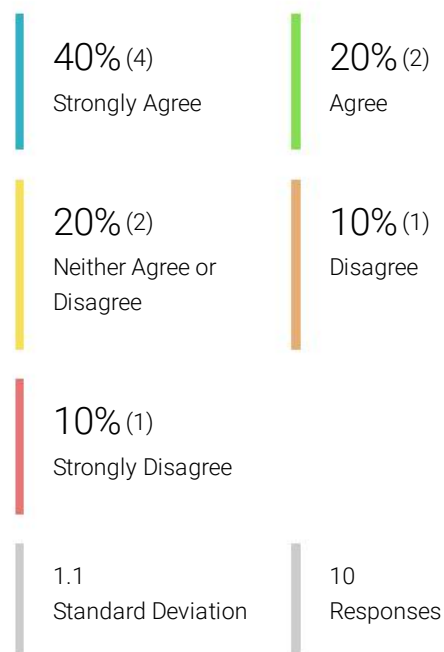 40% (4)
Strongly Agree
20% (2)
Agree
20% (2)
Neither Agree or
Disagree
10% (1)
Disagree
10% (1)
Strongly Disagree
1.1
Standard Deviation
10
Responses